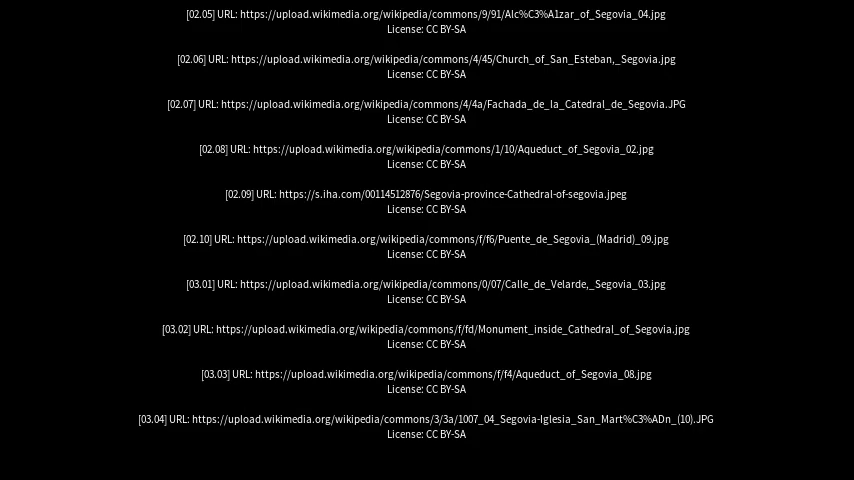 [02.05] URL: https://upload.wikimedia.org/wikipedia/commons/9/91/Alc%C3%A1zar_of_Segovia_04.jpg
License: CC BY-SA
[02.06] URL: https://upload.wikimedia.org/wikipedia/commons/4/45/Church_of_San_Esteban,_Segovia.jpg
License: CC BY-SA
[02.07] URL: https://upload.wikimedia.org/wikipedia/commons/4/4a/Fachada_de_la_Catedral_de_Segovia.JPG
License: CC BY-SA
[02.08] URL: https://upload.wikimedia.org/wikipedia/commons/1/10/Aqueduct_of_Segovia_02.jpg
License: CC BY-SA
[02.09] URL: https://s.iha.com/00114512876/Segovia-province-Cathedral-of-segovia.jpeg
License: CC BY-SA
[02.10] URL: https://upload.wikimedia.org/wikipedia/commons/f/f6/Puente_de_Segovia_(Madrid)_09.jpg
License: CC BY-SA
[03.01] URL: https://upload.wikimedia.org/wikipedia/commons/0/07/Calle_de_Velarde,_Segovia_03.jpg
License: CC BY-SA
[03.02] URL: https://upload.wikimedia.org/wikipedia/commons/f/fd/Monument_inside_Cathedral_of_Segovia.jpg
License: CC BY-SA
[03.03] URL: https://upload.wikimedia.org/wikipedia/commons/f/f4/Aqueduct_of_Segovia_08.jpg
License: CC BY-SA
[03.04] URL: https://upload.wikimedia.org/wikipedia/commons/3/3a/1007_04_Segovia-Iglesia_San_Mart%C3%ADn_(10).JPG
License: CC BY-SA